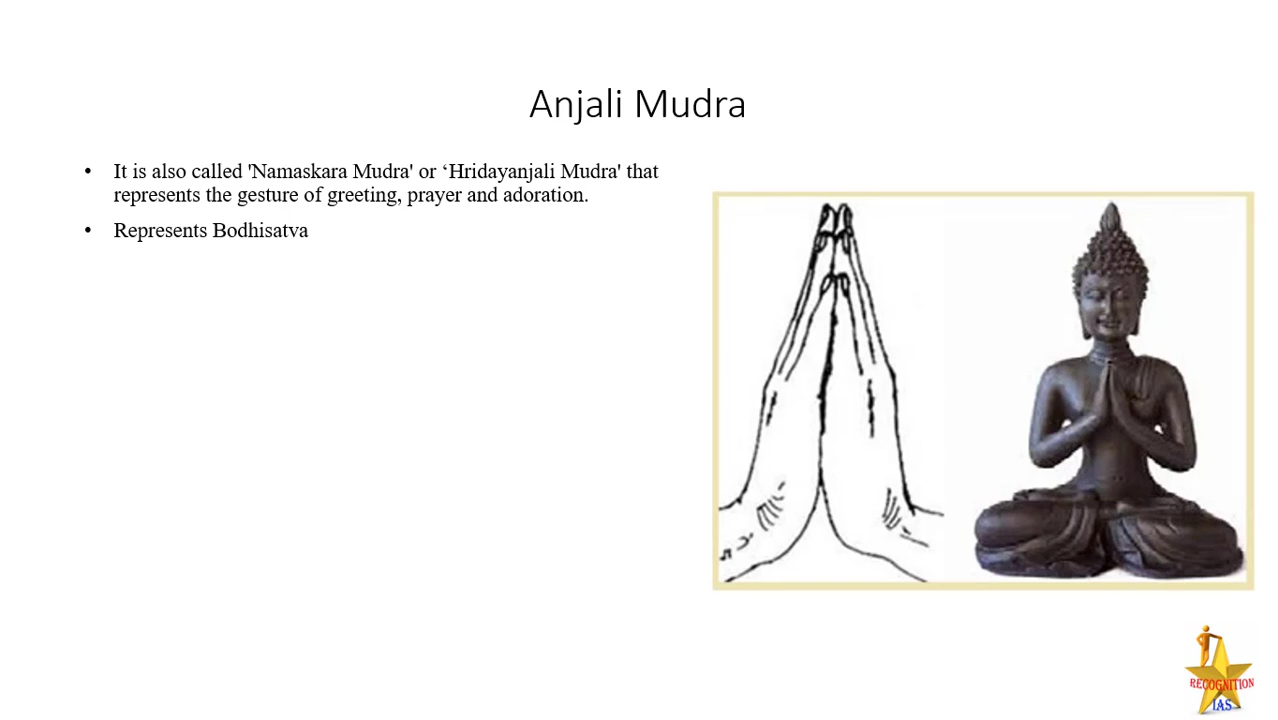 Anjali Mudra
• It is also called 'Namaskara Mudra' or ‘Hridayanjali Mudra' that
represents the gesture of greeting, prayer and adoration.
• Represents Bodhisatva
RECOGNITION
IAS